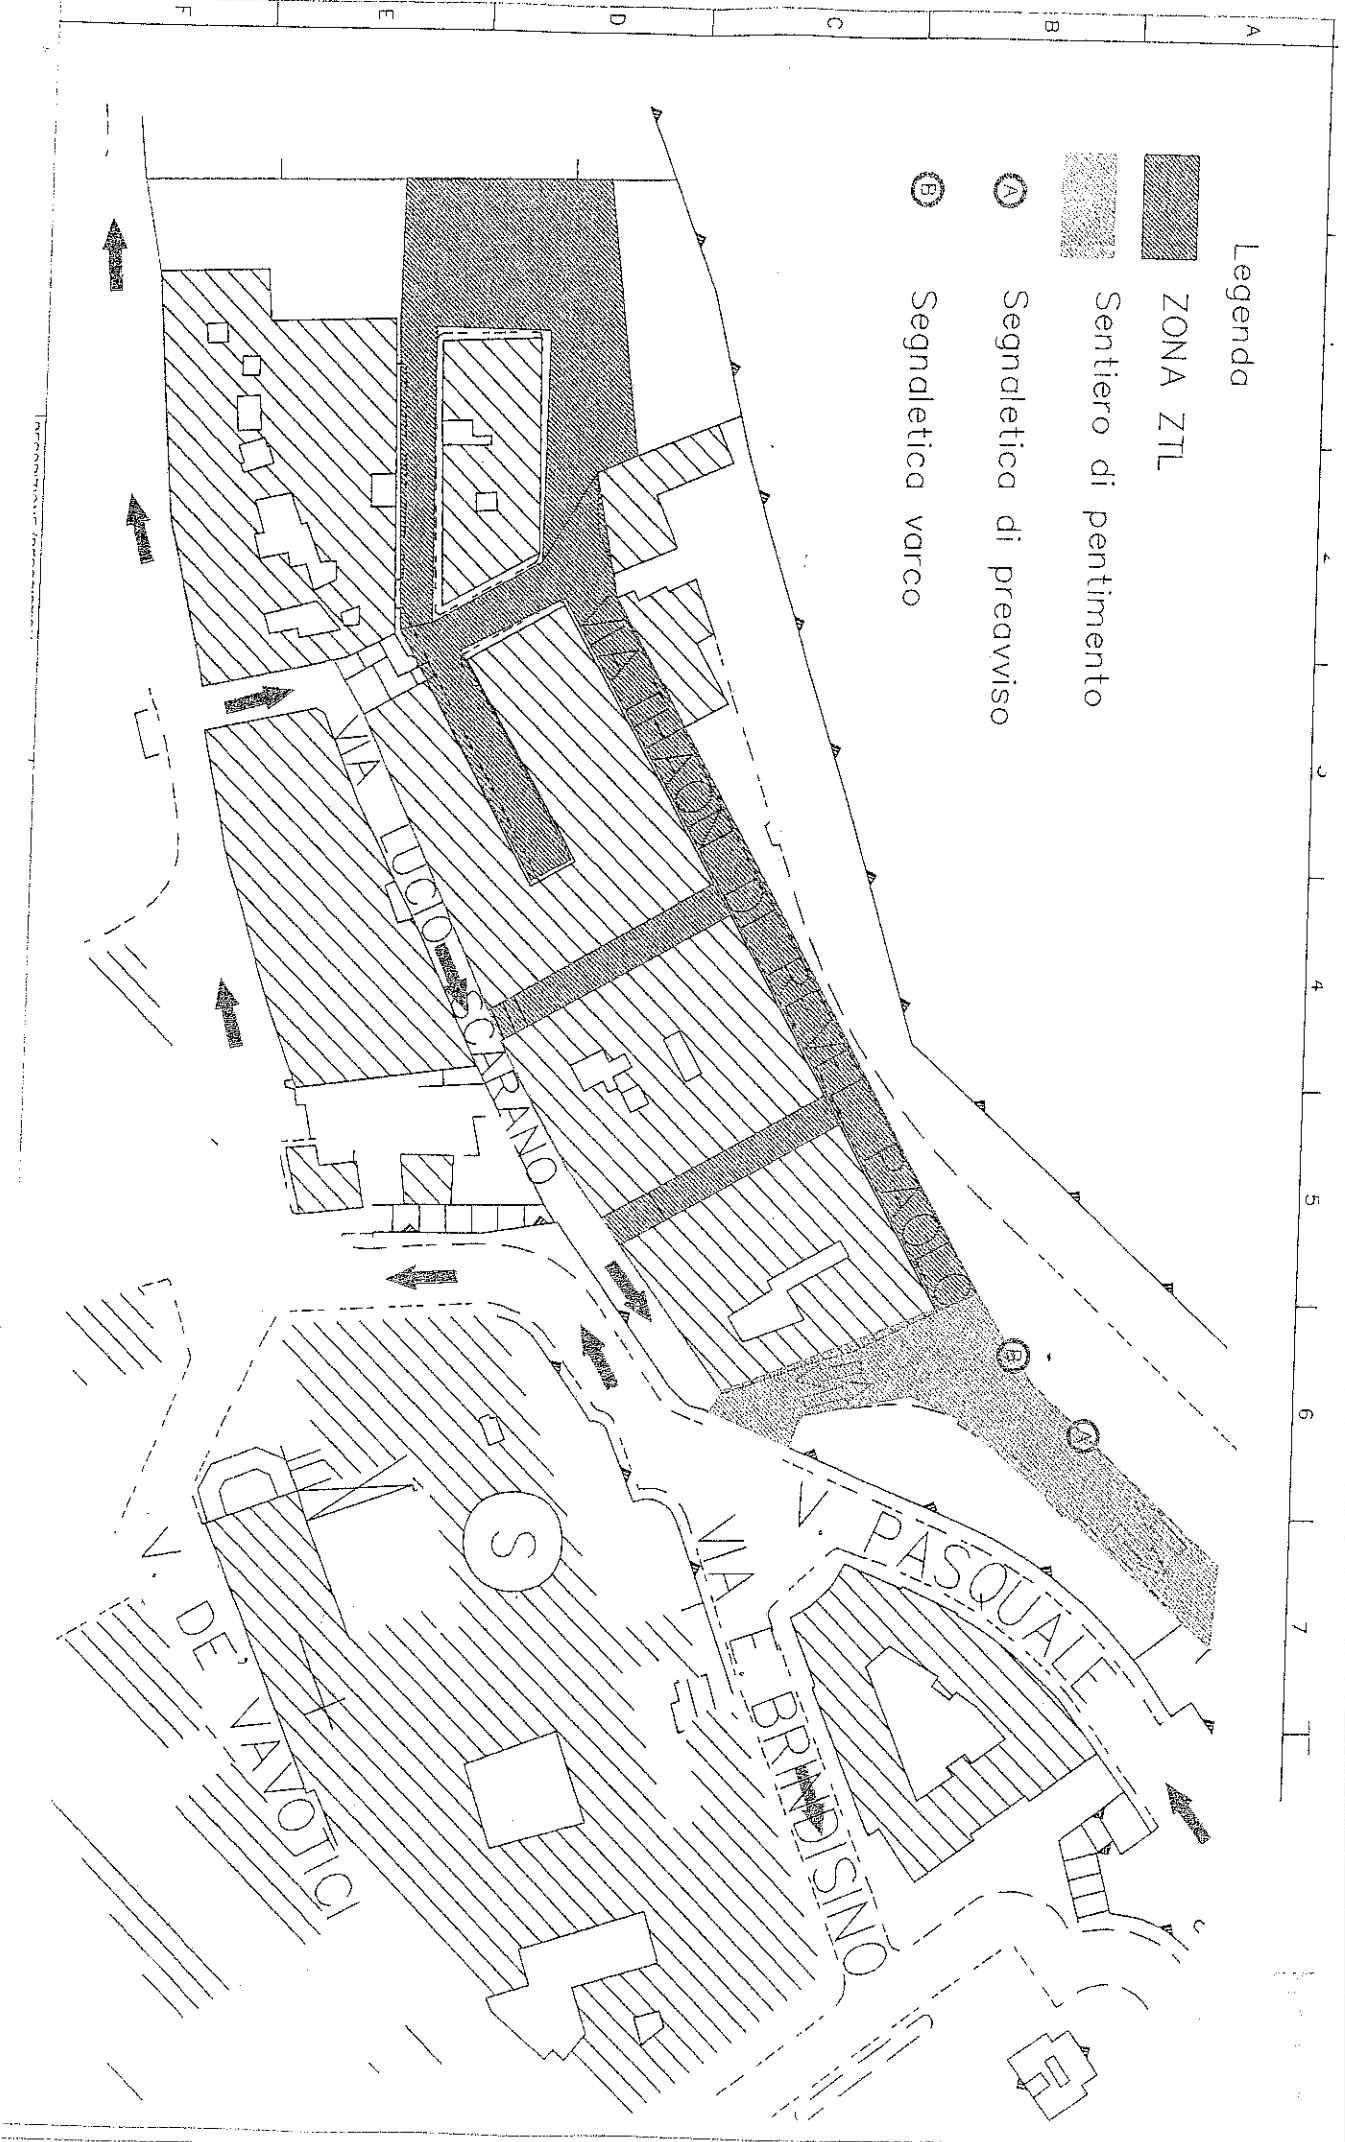 Legenda
ZONA ZTL
Sentiero di pentimento
A Segnaletica di preavviso
B Segnaletica varco
A
B
C
D
E
F
4
5
6
7
VIA LUCIO SCARANO
B
A
V. PASQUALE
VIA E. BRINDISINO
V. DE' VAVOTICI
S